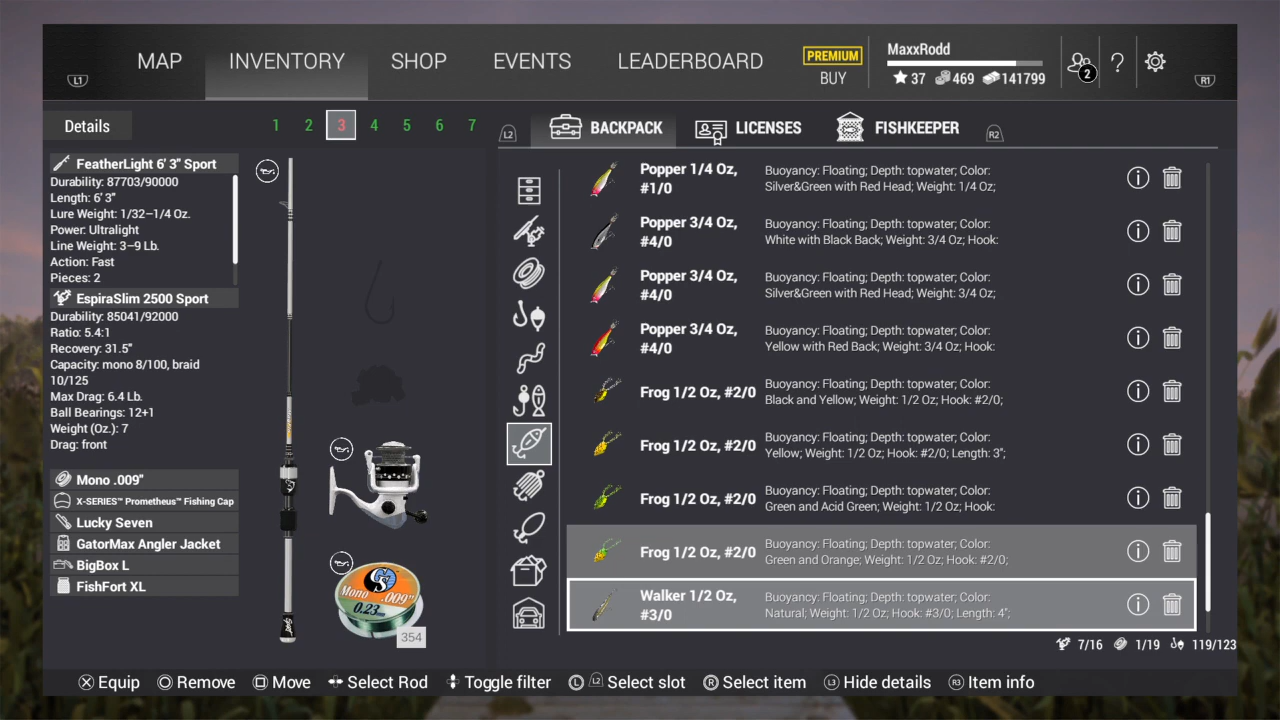 MAP
INVENTORY
SHOP
EVENTS
LEADERBOARD
PREMIUM
BUY
MaxxRodd
37
469
141799
2
?
L1
R1
Details
1 2 3 4 5 6 7
L2
BACKPACK
LICENSES
FISHKEEPER
R2
FeatherLight 6' 3" Sport
Durability: 87703/90000
Length: 6' 3"
Lure Weight: 1/32–1/4 Oz.
Power: Ultralight
Line Weight: 3–9 Lb.
Action: Fast
Pieces: 2
EspiraSlim 2500 Sport
Durability: 85041/92000
Ratio: 5.4:1
Recovery: 31.5"
Capacity: mono 8/100, braid
10/125
Max Drag: 6.4 Lb.
Ball Bearings: 12+1
Weight (Oz.): 7
Drag: front
Mono .009"
X-SERIES™ Prometheus™ Fishing Cap
Lucky Seven
GatorMax Angler Jacket
BigBox L
FishFort XL
Mono .009"
0.23
354
Popper 1/4 Oz,
#1/0
Buoyancy: Floating; Depth: topwater; Color:
Silver&Green with Red Head; Weight: 1/4 Oz;
Popper 3/4 Oz,
#4/0
Buoyancy: Floating; Depth: topwater; Color:
White with Black Back; Weight: 3/4 Oz; Hook:
Popper 3/4 Oz,
#4/0
Buoyancy: Floating; Depth: topwater; Color:
Silver&Green with Red Head; Weight: 3/4 Oz;
Popper 3/4 Oz,
#4/0
Buoyancy: Floating; Depth: topwater; Color:
Yellow with Red Back; Weight: 3/4 Oz; Hook:
Frog 1/2 Oz, #2/0
Buoyancy: Floating; Depth: topwater; Color:
Black and Yellow; Weight: 1/2 Oz; Hook: #2/0;
Frog 1/2 Oz, #2/0
Buoyancy: Floating; Depth: topwater; Color:
Yellow; Weight: 1/2 Oz; Hook: #2/0; Length: 3";
Frog 1/2 Oz, #2/0
Buoyancy: Floating; Depth: topwater; Color:
Green and Acid Green; Weight: 1/2 Oz; Hook:
Frog 1/2 Oz, #2/0
Buoyancy: Floating; Depth: topwater; Color:
Green and Orange; Weight: 1/2 Oz; Hook: #2/0;
Walker 1/2 Oz,
#3/0
Buoyancy: Floating; Depth: topwater; Color:
Natural; Weight: 1/2 Oz; Hook: #3/0; Length: 4";
7/16 1/19 119/123
Equip
Remove
Move
Select Rod
Toggle filter
L L2 Select slot
R Select item
L3 Hide details
R3 Item info